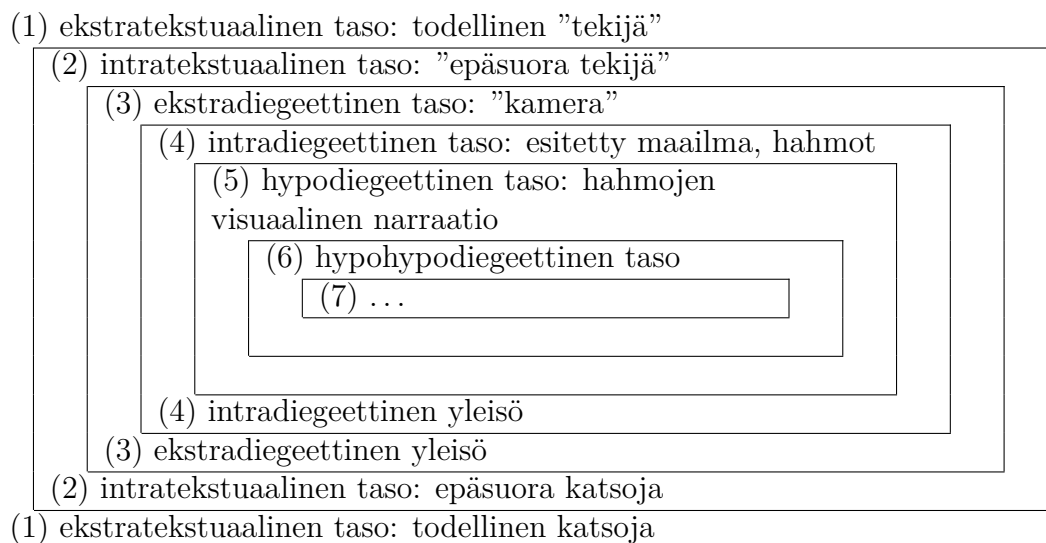 (1) ekstratekstuaalinen taso: todellinen ”tekijä”
(2) intratekstuaalinen taso: ”epäsuora tekijä”
(3) ekstradiegeettinen taso: ”kamera”
(4) intradiegeettinen taso: esitetty maailma, hahmot
(5) hypodiegeettinen taso: hahmojen
visuaalinen narraatio
(6) hypohypodiegeettinen taso
(7) . . .
(4) intradiegeettinen yleisö
(3) ekstradiegeettinen yleisö
(2) intratekstuaalinen taso: epäsuora katsoja
(1) ekstratekstuaalinen taso: todellinen katsoja